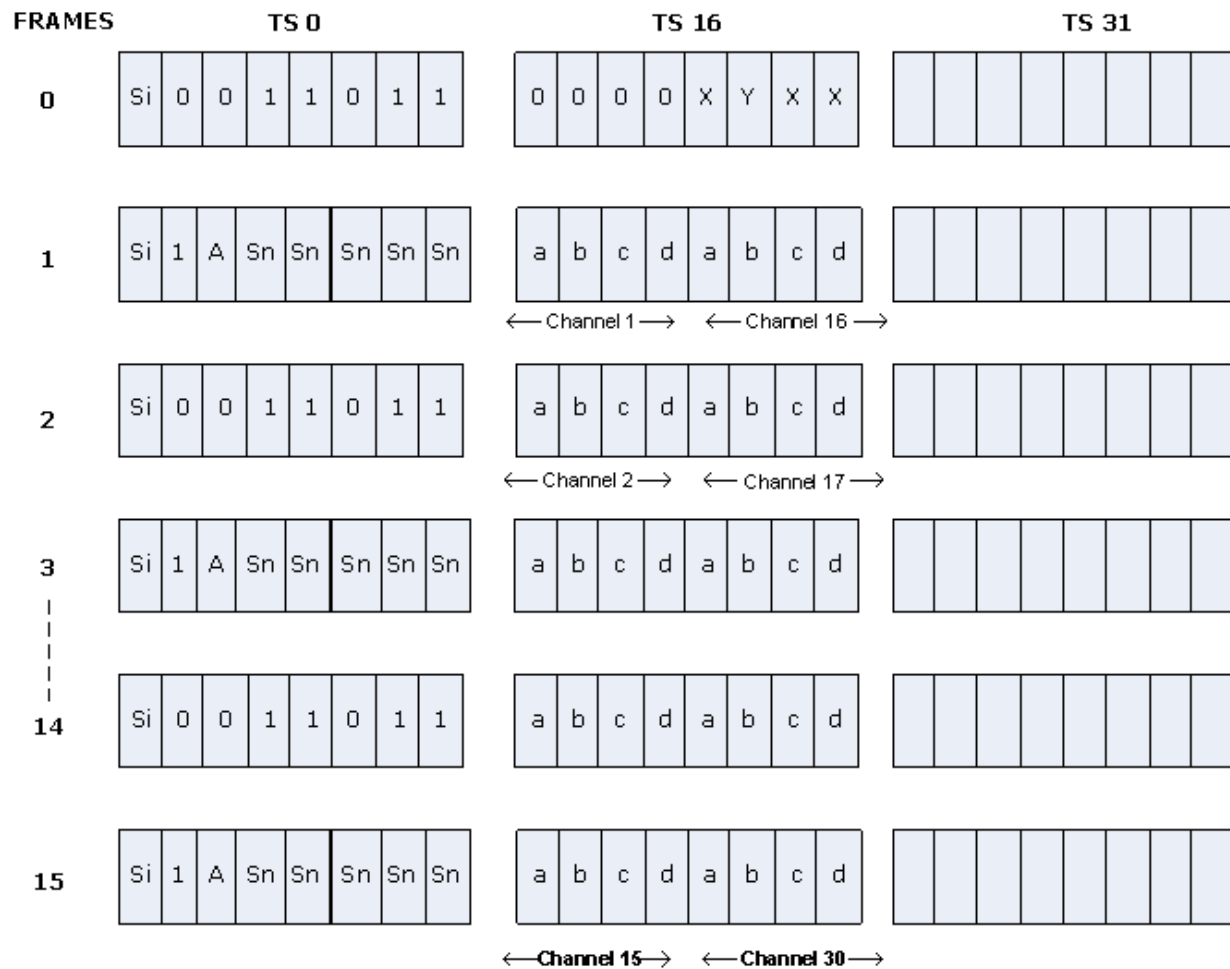 FRAMES TS 0 TS 16 TS 31
0 Si 0 0 1 1 0 1 1 0 0 0 0 X Y X X
1 Si 1 A Sn Sn Sn Sn Sn a b c d a b c d
Channel 1 Channel 16
2 Si 0 0 1 1 0 1 1 a b c d a b c d
Channel 2 Channel 17
3 Si 1 A Sn Sn Sn Sn Sn a b c d a b c d
14 Si 0 0 1 1 0 1 1 a b c d a b c d
15 Si 1 A Sn Sn Sn Sn Sn a b c d a b c d
Channel 15 Channel 30